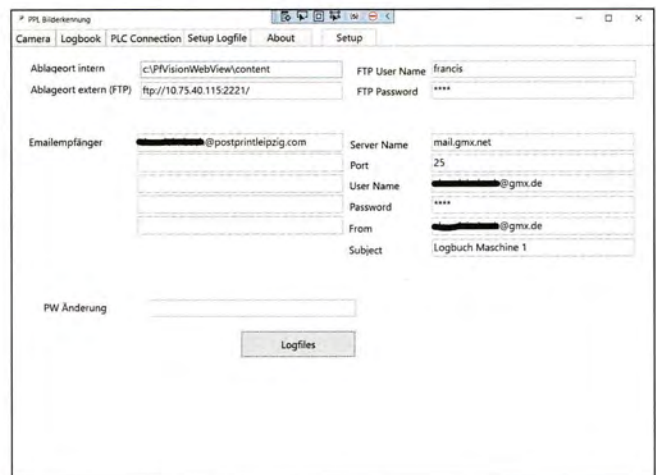 PPL Bilderkennung
Camera Logbook PLC Connection Setup Logfile About Setup
Ablageort intern c:\PfVisionWebView\content FTP User Name francis
Ablageort extern (FTP) ftp://10.75.40.115:2221/ FTP Password ****
Emailempfänger @postprintleipzig.com Server Name mail.gmx.net
Port 25
User Name @gmx.de
Password ****
From @gmx.de
Subject Logbuch Maschine 1
PW Änderung
Logfiles